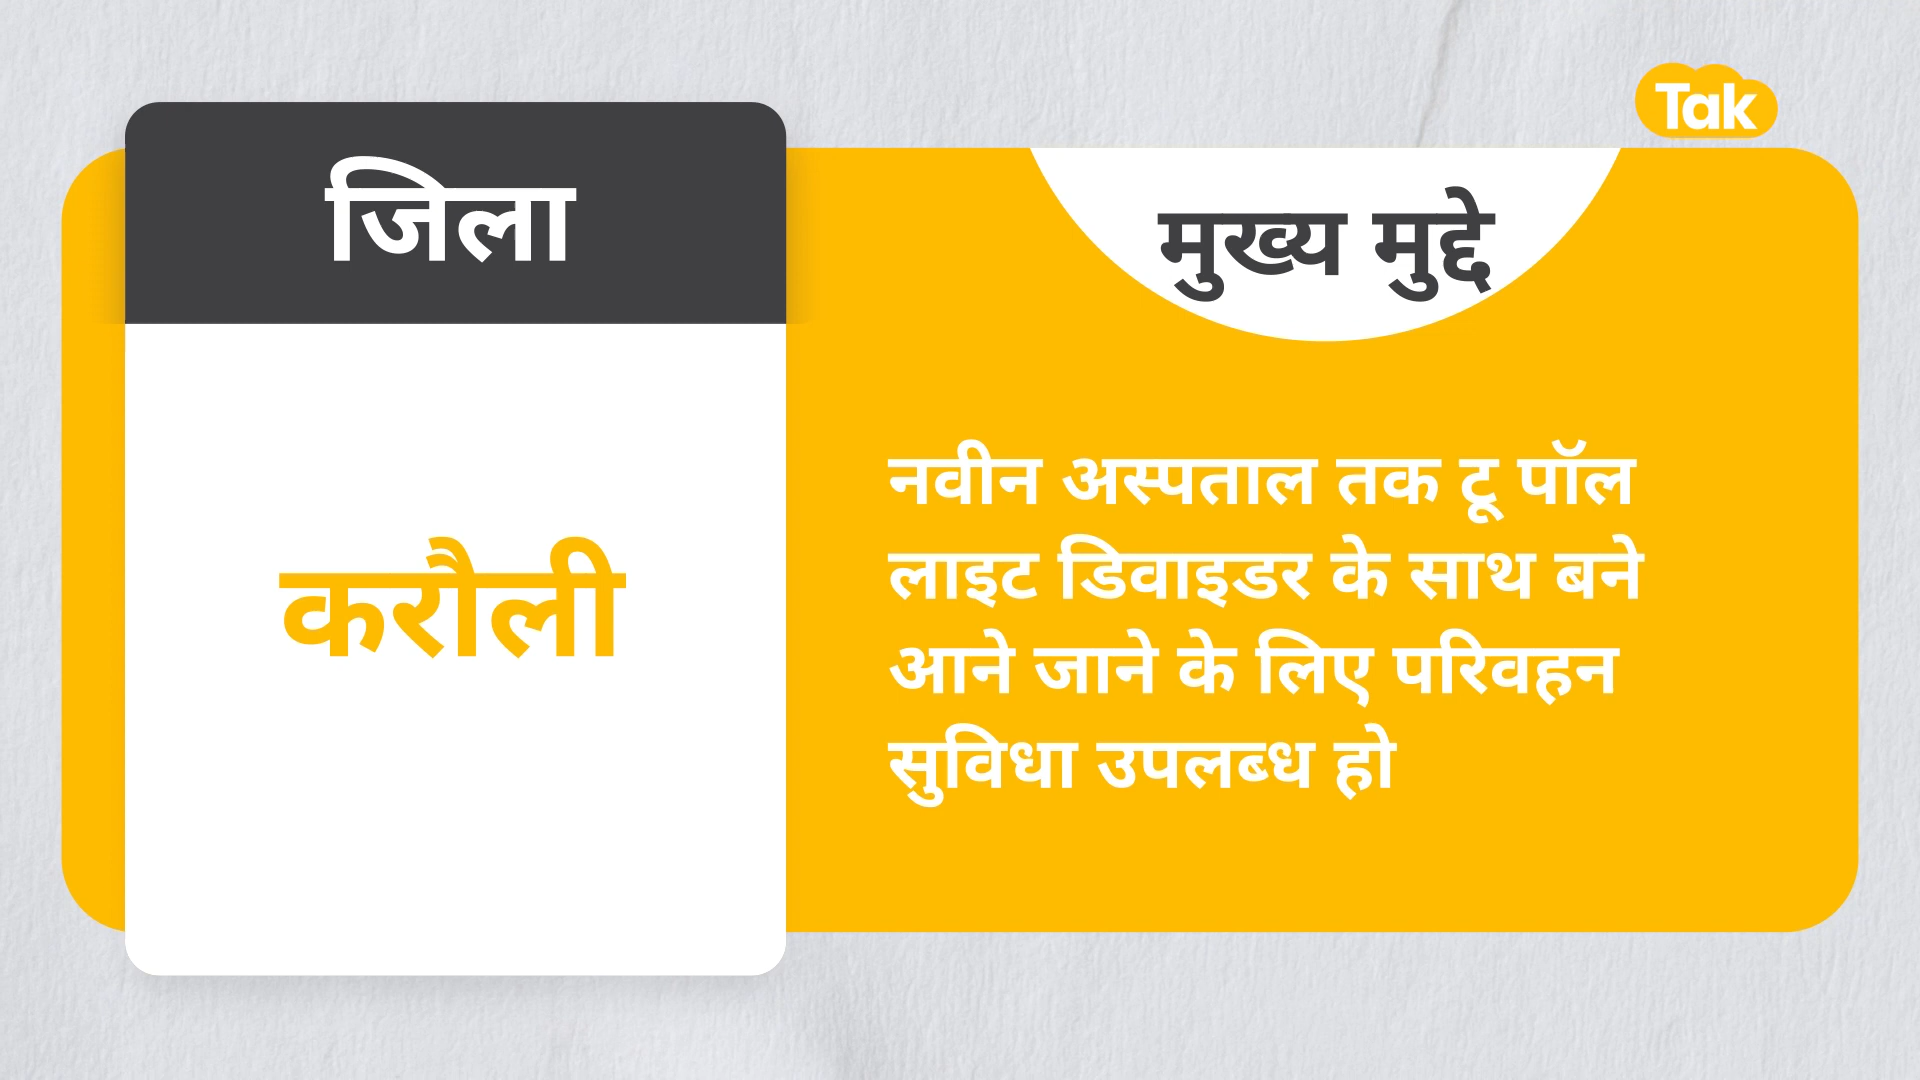 Tak
जिला
मुख्य मुद्दे
करौली
नवीन अस्पताल तक टू पॉल
लाइट डिवाइडर के साथ बने
आने जाने के लिए परिवहन
सुविधा उपलब्ध हो